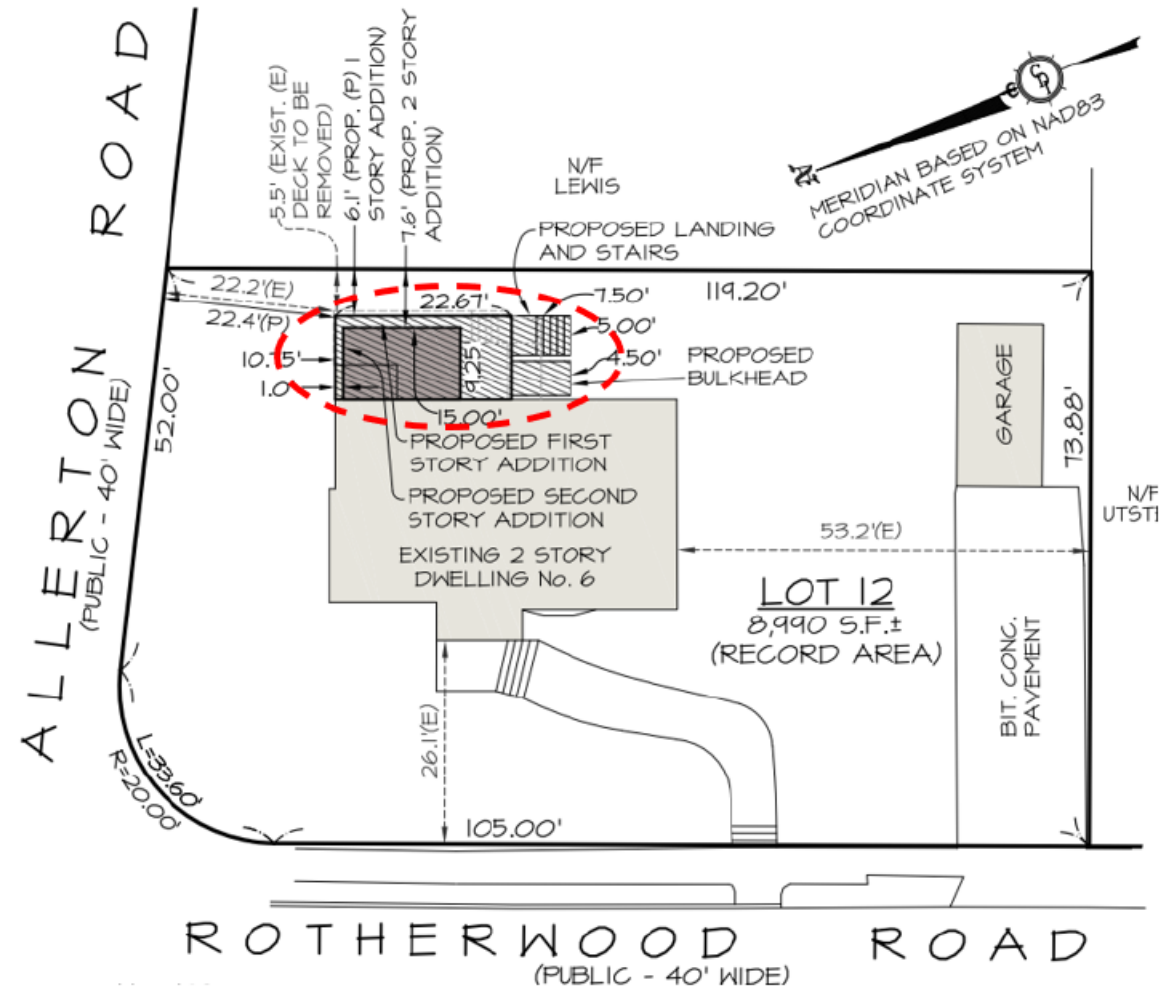 ALLERTON ROAD
(PUBLIC - 40' WIDE)
52.00'
5.5' (EXIST. (E)
DECK TO BE
REMOVED)
6.1' (PROP. (P) 1
STORY ADDITION)
7.6' (PROP. 2 STORY
ADDITION)
N/F
LEWIS
MERIDIAN BASED ON NAD83
COORDINATE SYSTEM
PROPOSED LANDING
AND STAIRS
22.2'(E)
22.4'(P)
22.67'
7.50'
119.20'
5.00'
10.75'
9.25'
4.50'
PROPOSED
BULKHEAD
1.0'
15.00'
PROPOSED FIRST
STORY ADDITION
PROPOSED SECOND
STORY ADDITION
EXISTING 2 STORY
DWELLING No. 6
GARAGE
73.88'
N/F
53.2'(E)
LOT 12
8,990 S.F.±
(RECORD AREA)
BIT. CONC.
PAVEMENT
26.1'(E)
L=33.60'
R=20.00'
105.00'
ROTHERWOOD ROAD
(PUBLIC - 40' WIDE)